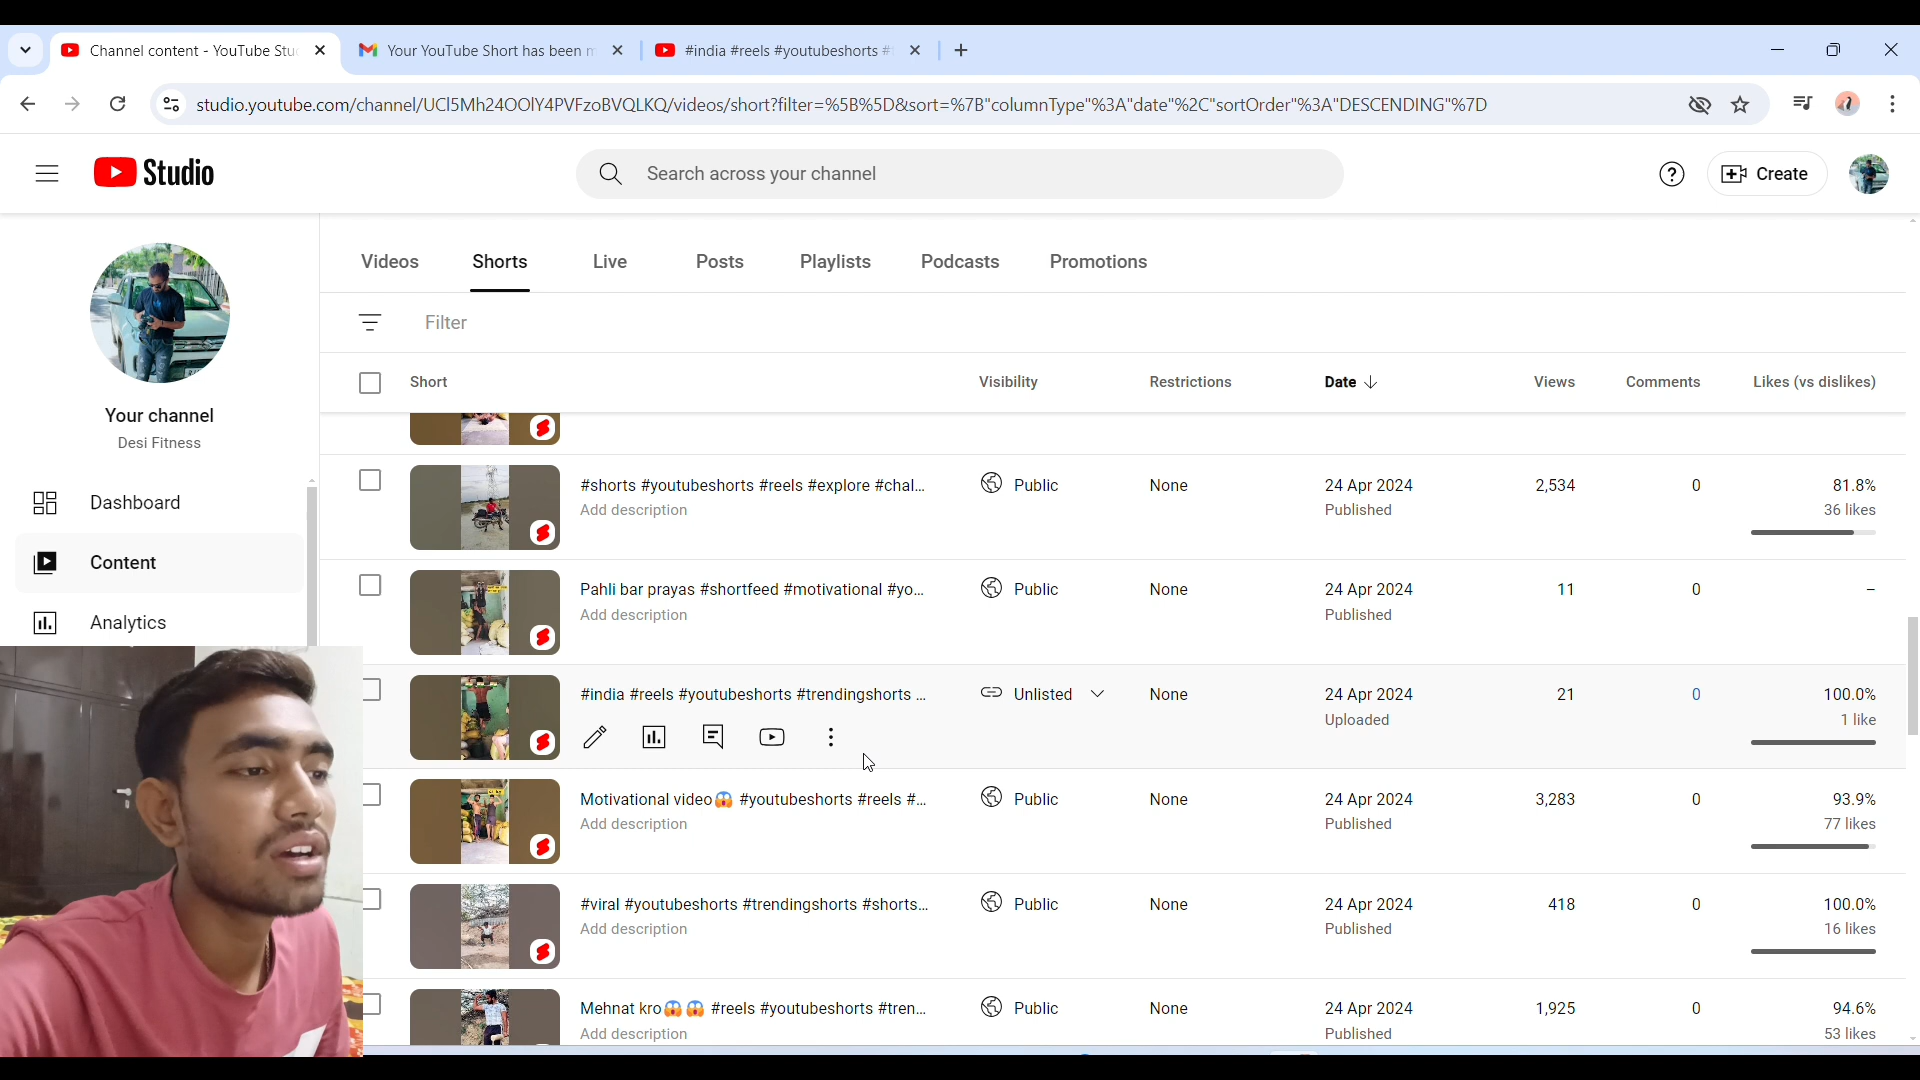 Channel content - YouTube Stu
Your YouTube Short has been m
#india #reels #youtubeshorts #
studio.youtube.com/channel/UCl5Mh24OOlY4PVFzoBVQLKQ/videos/short?filter=%5B%5D&sort=%7B"columnType"%3A"date"%2C"sortOrder"%3A"DESCENDING"%7D
Studio
Search across your channel
Create
Your channel
Desi Fitness
Dashboard
Content
Analytics
Videos Shorts Live Posts Playlists Podcasts Promotions
Filter
Short Visibility Restrictions Date Views Comments Likes (vs dislikes)
#shorts #youtubeshorts #reels #explore #chal... Public None 24 Apr 2024 2,534 0 81.8%
Add description Published 36 likes
Pahli bar prayas #shortfeed #motivational #yo... Public None 24 Apr 2024 11 0 –
Add description Published
#india #reels #youtubeshorts #trendingshorts ... Unlisted None 24 Apr 2024 21 0 100.0%
Uploaded 1 like
Motivational video😱 #youtubeshorts #reels #... Public None 24 Apr 2024 3,283 0 93.9%
Add description Published 77 likes
#viral #youtubeshorts #trendingshorts #shorts... Public None 24 Apr 2024 418 0 100.0%
Add description Published 16 likes
Mehnat kro😱😱 #reels #youtubeshorts #tren... Public None 24 Apr 2024 1,925 0 94.6%
Add description Published 53 likes